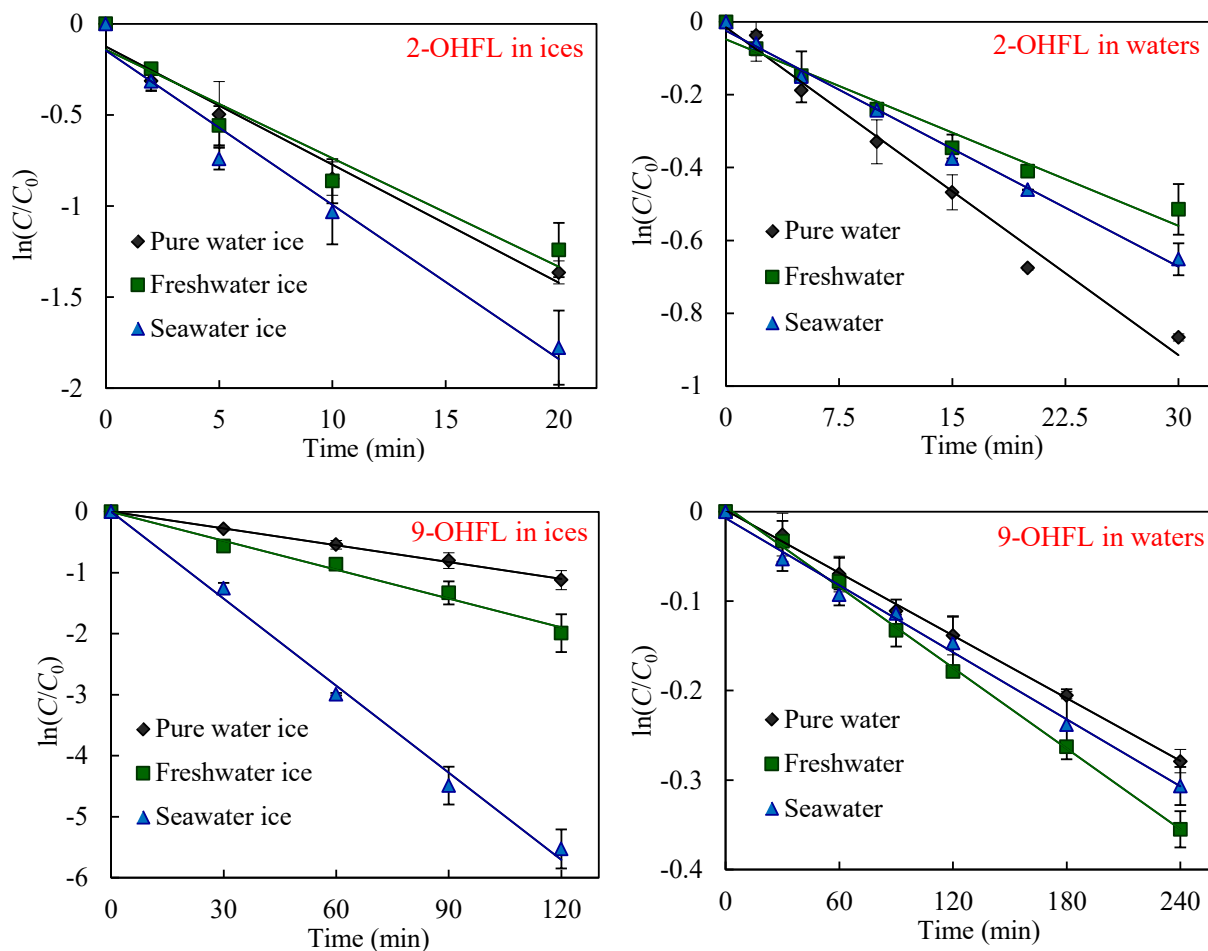 2-OHFL in ices
0
-0.5
-1
-1.5
-2
ln(C/C0)
Pure water ice
Freshwater ice
Seawater ice
0 5 10 15 20
Time (min)
2-OHFL in waters
0
-0.2
-0.4
-0.6
-0.8
-1
ln(C/C0)
Pure water
Freshwater
Seawater
0 7.5 15 22.5 30
Time (min)
9-OHFL in ices
0
-1
-2
-3
-4
-5
-6
ln(C/C0)
Pure water ice
Freshwater ice
Seawater ice
0 30 60 90 120
Time (min)
9-OHFL in waters
0
-0.1
-0.2
-0.3
-0.4
ln(C/C0)
Pure water
Freshwater
Seawater
0 60 120 180 240
Time (min)